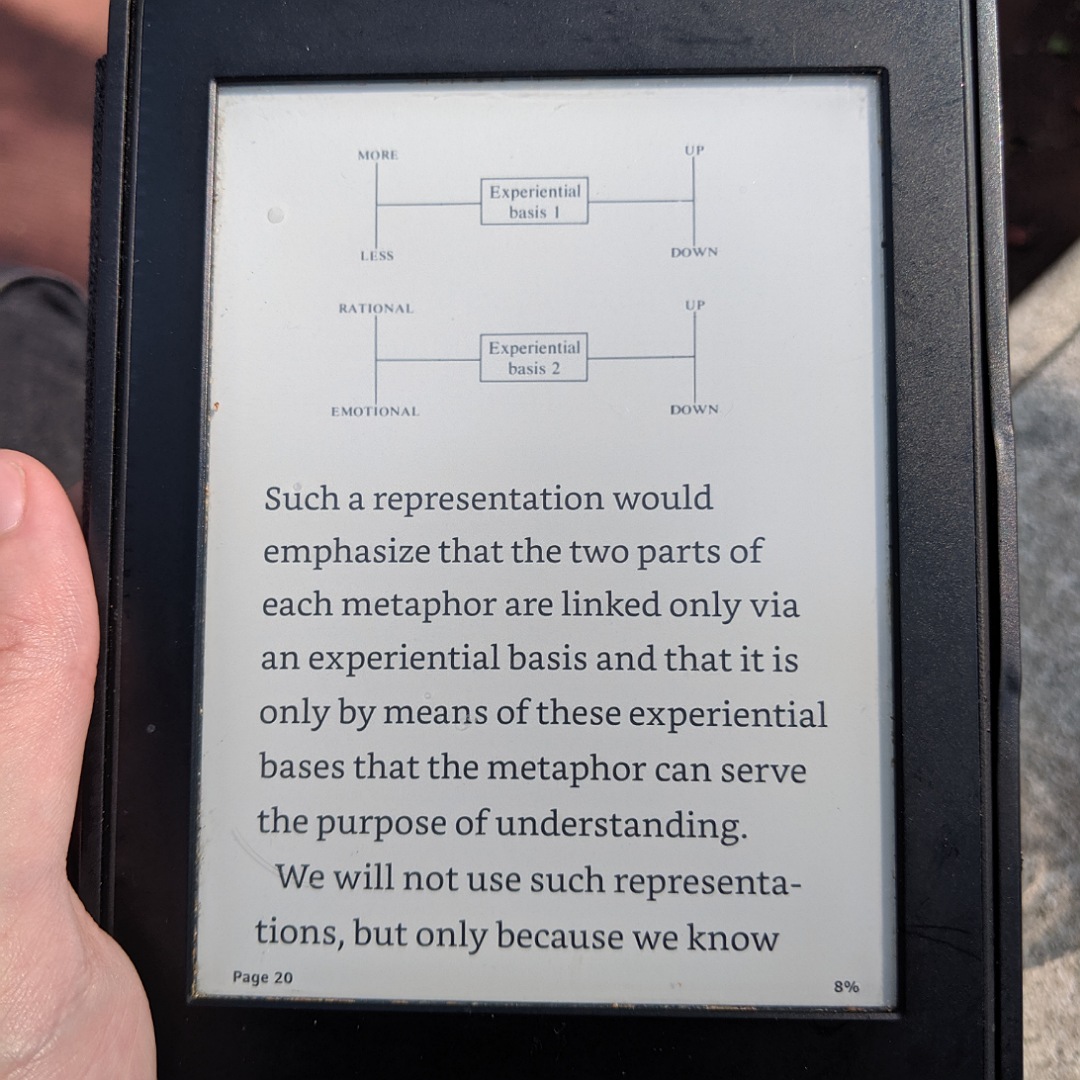 MORE UP
Experiential
basis 1
LESS DOWN
RATIONAL UP
Experiential
basis 2
EMOTIONAL DOWN
Such a representation would
emphasize that the two parts of
each metaphor are linked only via
an experiential basis and that it is
only by means of these experiential
bases that the metaphor can serve
the purpose of understanding.
We will not use such representa-
tions, but only because we know
Page 20 8%